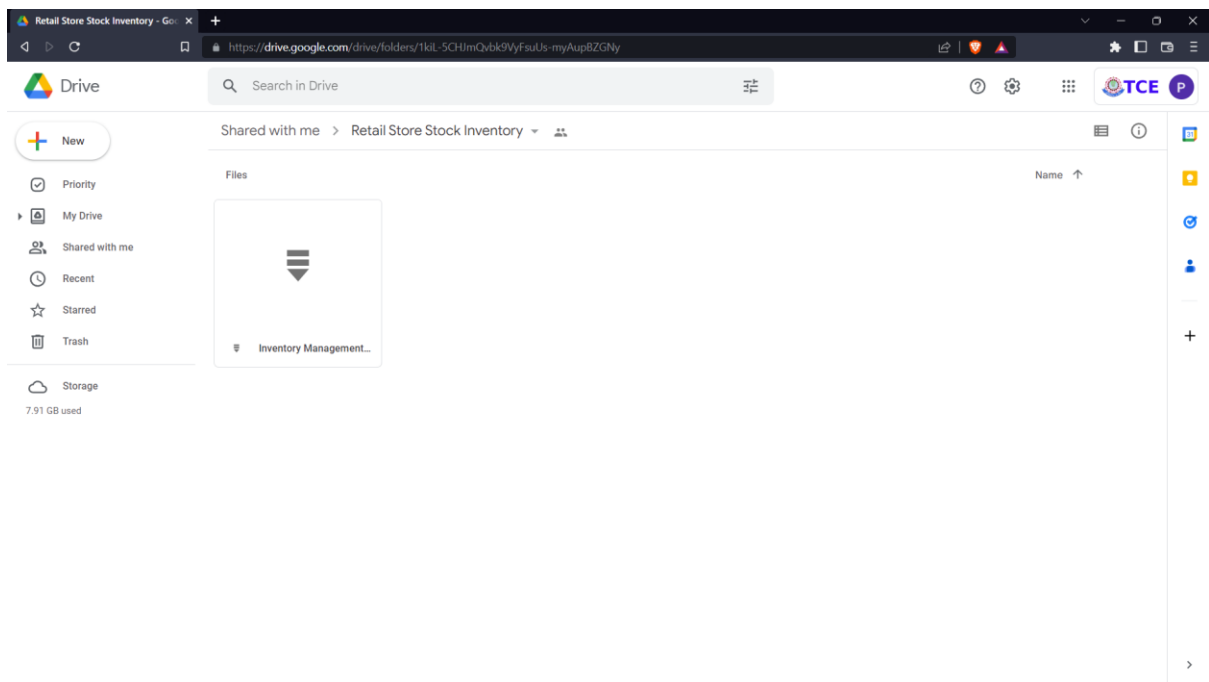 Retail Store Stock Inventory - Goo
https://drive.google.com/drive/folders/1kiL-5CHJmQvbk9VyFsuUs-myAupBZGNy
Drive
Search in Drive
TCE
P
New
Shared with me > Retail Store Stock Inventory
31
Priority
Files
Name
My Drive
Shared with me
Recent
Starred
Trash
Inventory Management...
Storage
7.91 GB used